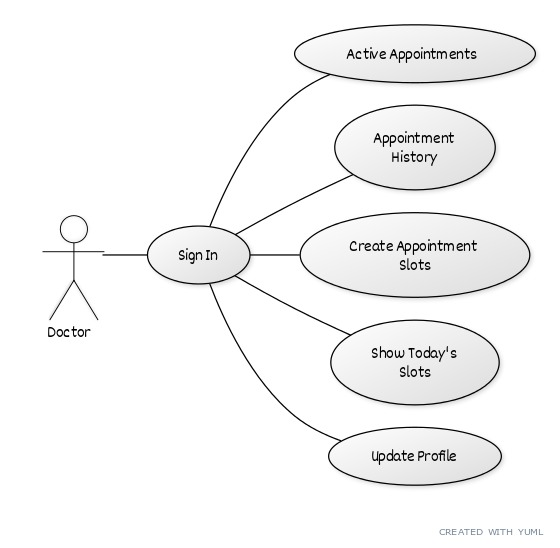 Active Appointments
Appointment
History
Create Appointment
Slots
Sign In
Doctor
Show Today's
Slots
Update Profile
CREATED WITH YUML